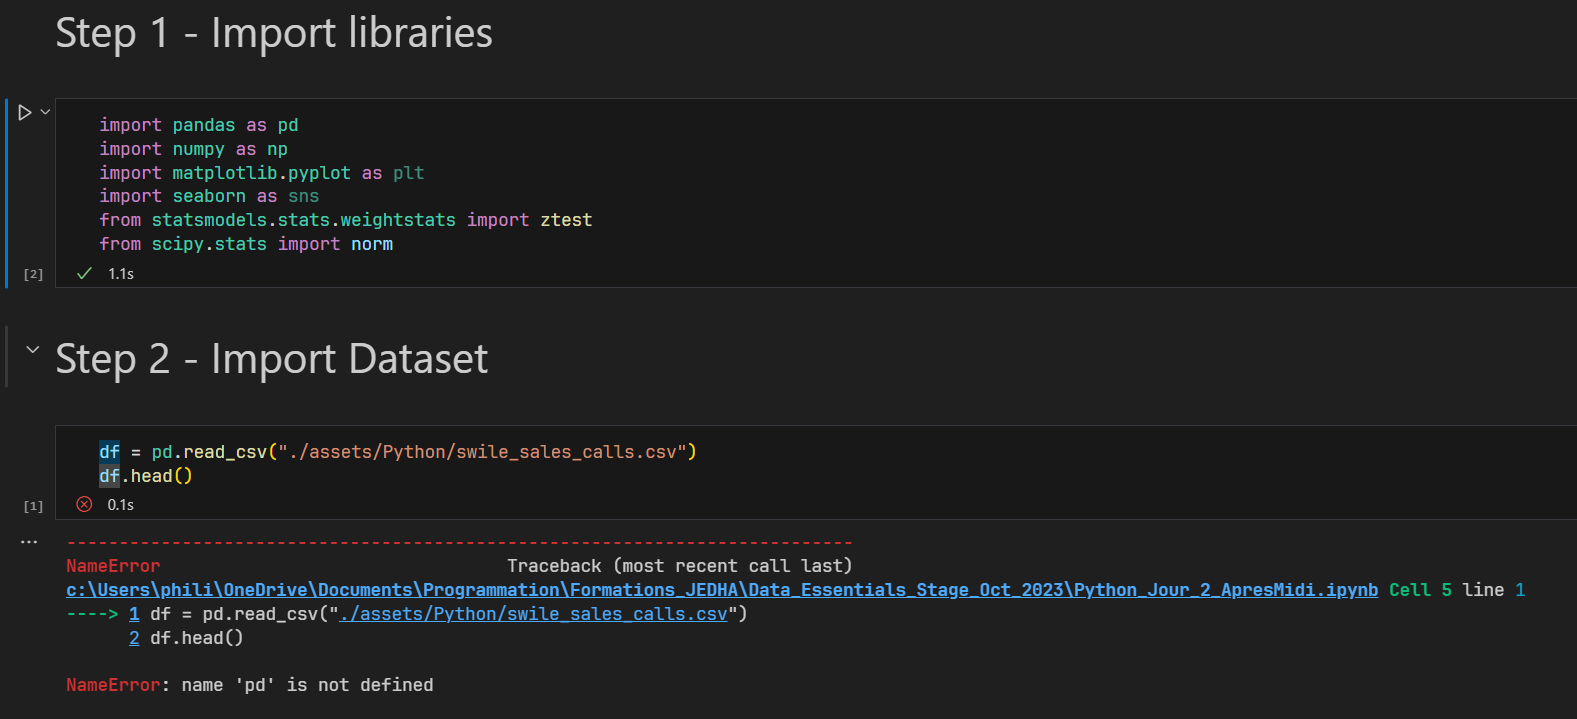 Step 1 - Import libraries
import pandas as pd
import numpy as np
import matplotlib.pyplot as plt
import seaborn as sns
from statsmodels.stats.weightstats import ztest
from scipy.stats import norm
[2] 1.1s
Step 2 - Import Dataset
df = pd.read_csv("./assets/Python/swile_sales_calls.csv")
df.head()
[1] 0.1s
---------------------------------------------------------------------------
NameError Traceback (most recent call last)
c:\Users\phili\OneDrive\Documents\Programmation\Formations_JEDHA\Data_Essentials_Stage_Oct_2023\Python_Jour_2_ApresMidi.ipynb Cell 5 line 1
----> 1 df = pd.read_csv("./assets/Python/swile_sales_calls.csv")
2 df.head()
NameError: name 'pd' is not defined